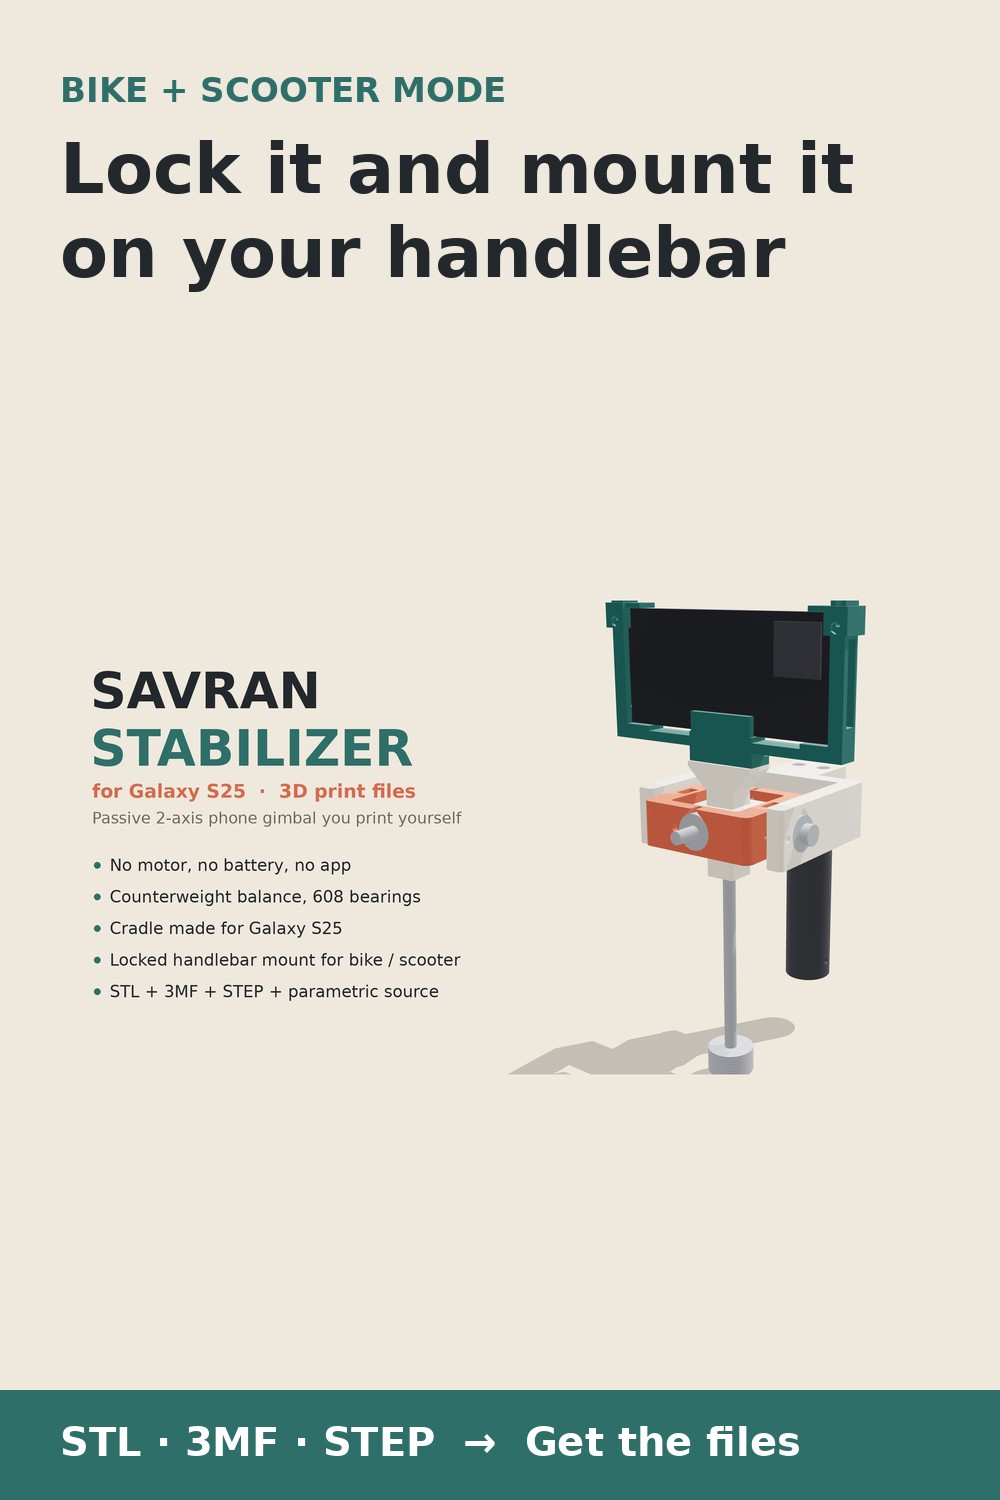 BIKE + SCOOTER MODE
Lock it and mount it
on your handlebar
SAVRAN
STABILIZER
for Galaxy S25 · 3D print files
Passive 2-axis phone gimbal you print yourself
• No motor, no battery, no app
• Counterweight balance, 608 bearings
• Cradle made for Galaxy S25
• Locked handlebar mount for bike / scooter
• STL + 3MF + STEP + parametric source
STL · 3MF · STEP → Get the files